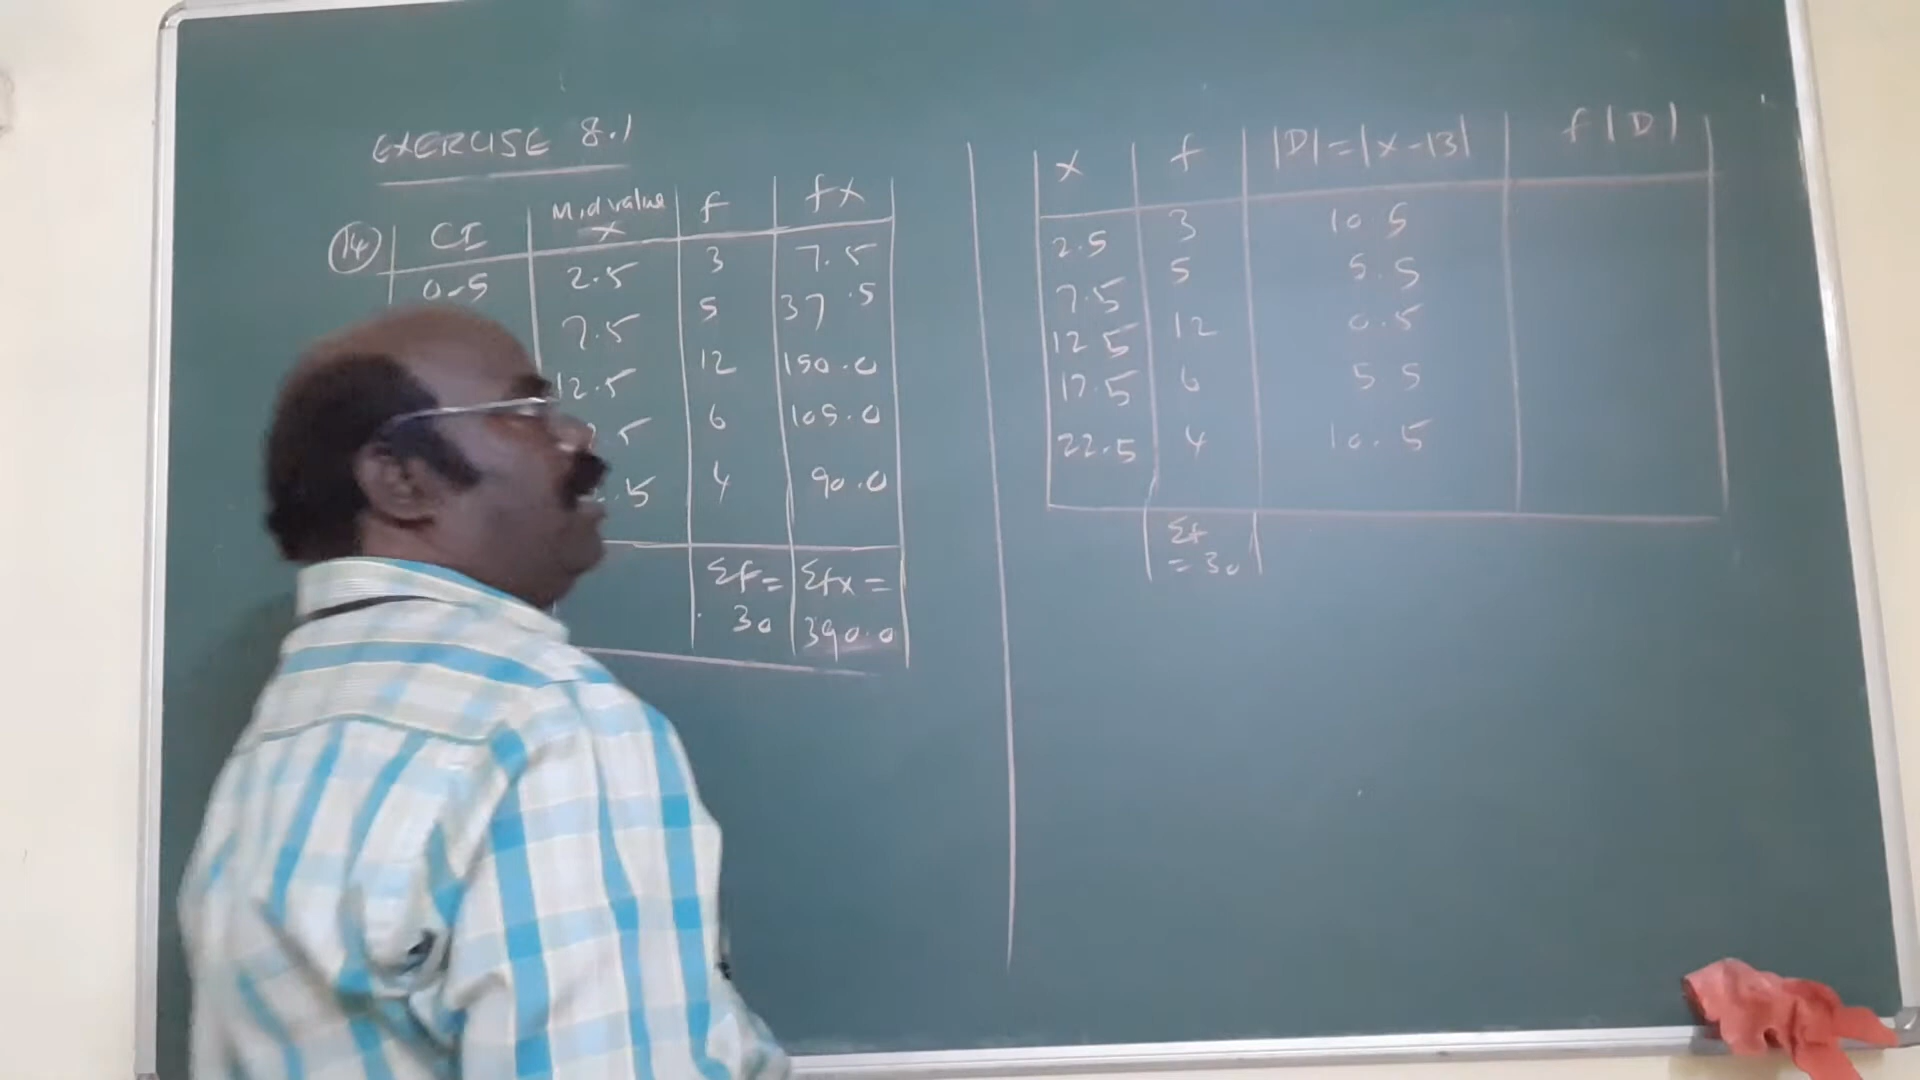 EXERCISE 8.1
14 CI Mid value x f fx
0-5 2.5 3 7.5
7.5 5 37.5
12.5 12 150.0
.5 6 105.0
.5 4 90.0
Σf = 30 Σfx = 390.0
x f |D|=|x-13| f|D|
2.5 3 10.5
7.5 5 5.5
12.5 12 0.5
17.5 6 5.5
22.5 4 10.5
Σf = 30